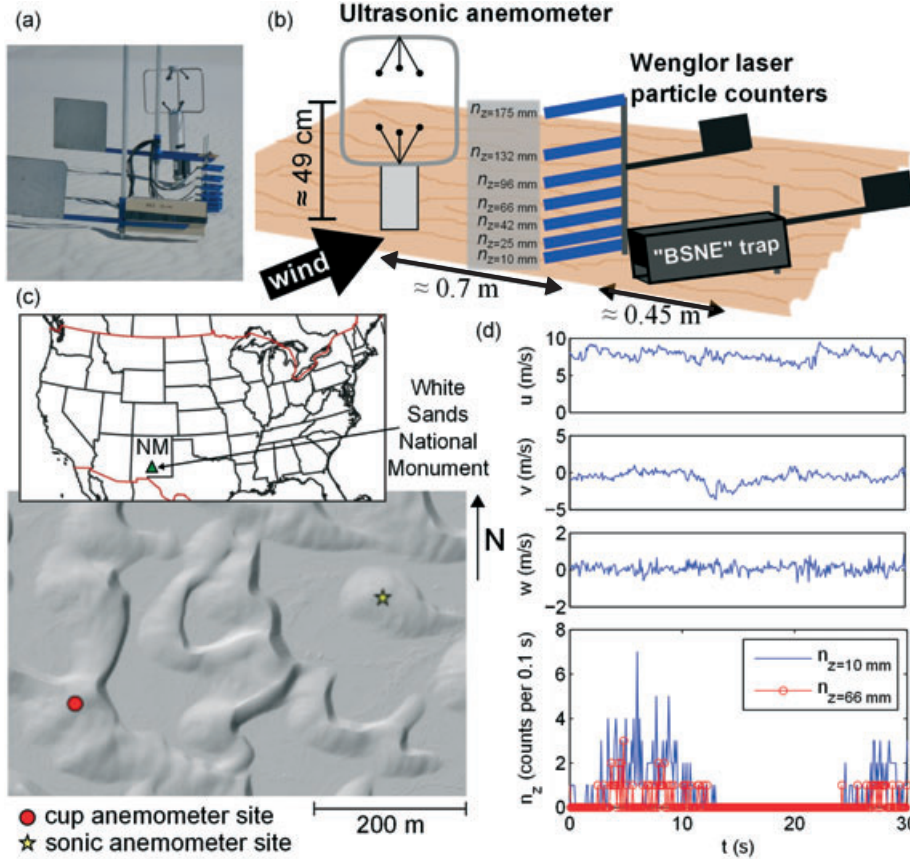 (a)
(b)
Ultrasonic anemometer
Wenglor laser
particle counters
≈ 49 cm
n z=175 mm
n z=132 mm
n z=96 mm
n z=66 mm
n z=42 mm
n z=25 mm
n z=10 mm
"BSNE" trap
wind
≈ 0.7 m
≈ 0.45 m
(c)
NM
White
Sands
National
Monument
N
cup anemometer site
sonic anemometer site
200 m
(d)
10
5
0
u (m/s)
5
0
-5
v (m/s)
2
0
-2
w (m/s)
8
6
4
2
0
n z (counts per 0.1 s)
n z=10 mm
n z=66 mm
0
10
20
30
t (s)